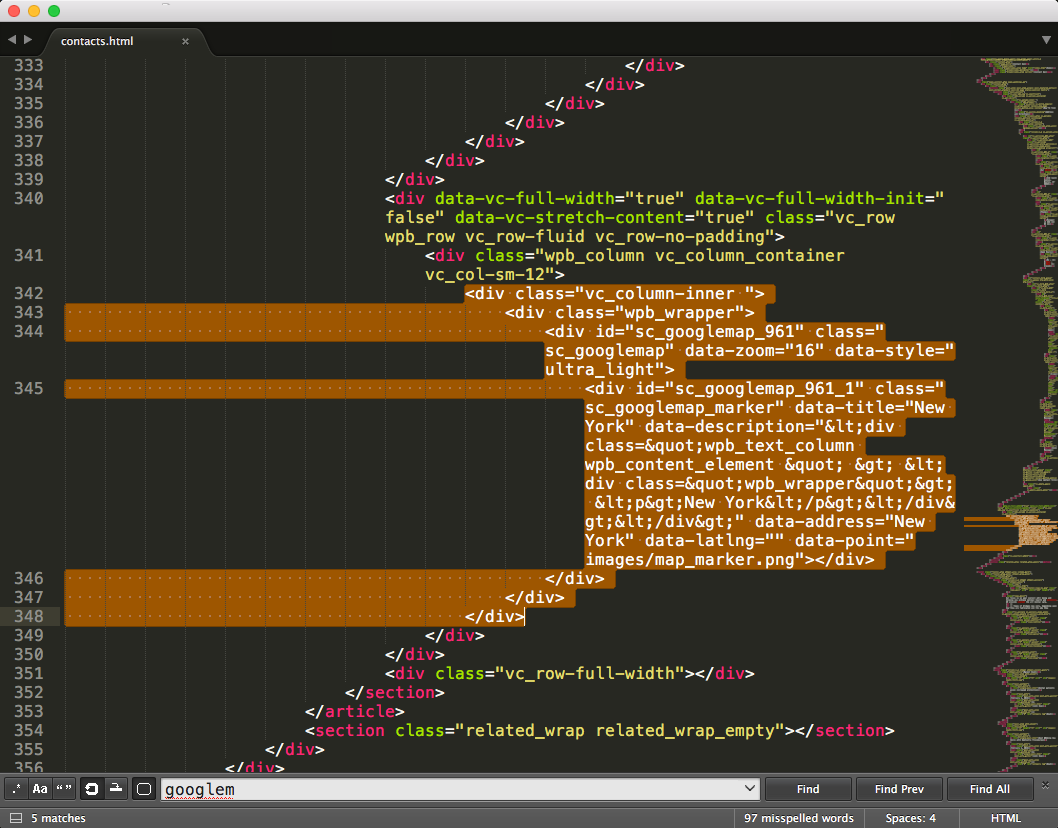 contacts.html ×
333 </div>
334 </div>
335 </div>
336 </div>
337 </div>
338 </div>
339 </div>
340 <div data-vc-full-width="true" data-vc-full-width-init="
false" data-vc-stretch-content="true" class="vc_row
wpb_row vc_row-fluid vc_row-no-padding">
341 <div class="wpb_column vc_column_container
vc_col-sm-12">
342 <div class="vc_column-inner ">
343 <div class="wpb_wrapper">
344 <div id="sc_googlemap_961" class="
sc_googlemap" data-zoom="16" data-style="
ultra_light">
345 <div id="sc_googlemap_961_1" class="
sc_googlemap_marker" data-title="New
York" data-description="&lt;div
class=&quot;wpb_text_column
wpb_content_element &quot; &gt; &lt;
div class=&quot;wpb_wrapper&quot;&gt;
&lt;p&gt;New York&lt;/p&gt;&lt;/div&
gt;&lt;/div&gt;" data-address="New
York" data-latlng="" data-point="
images/map_marker.png"></div>
346 </div>
347 </div>
348 </div>
349 </div>
350 </div>
351 <div class="vc_row-full-width"></div>
352 </section>
353 </article>
354 <section class="related_wrap related_wrap_empty"></section>
355 </div>
356 </div>
.* Aa “” googlem Find Find Prev Find All ×
5 matches 97 misspelled words Spaces: 4 HTML